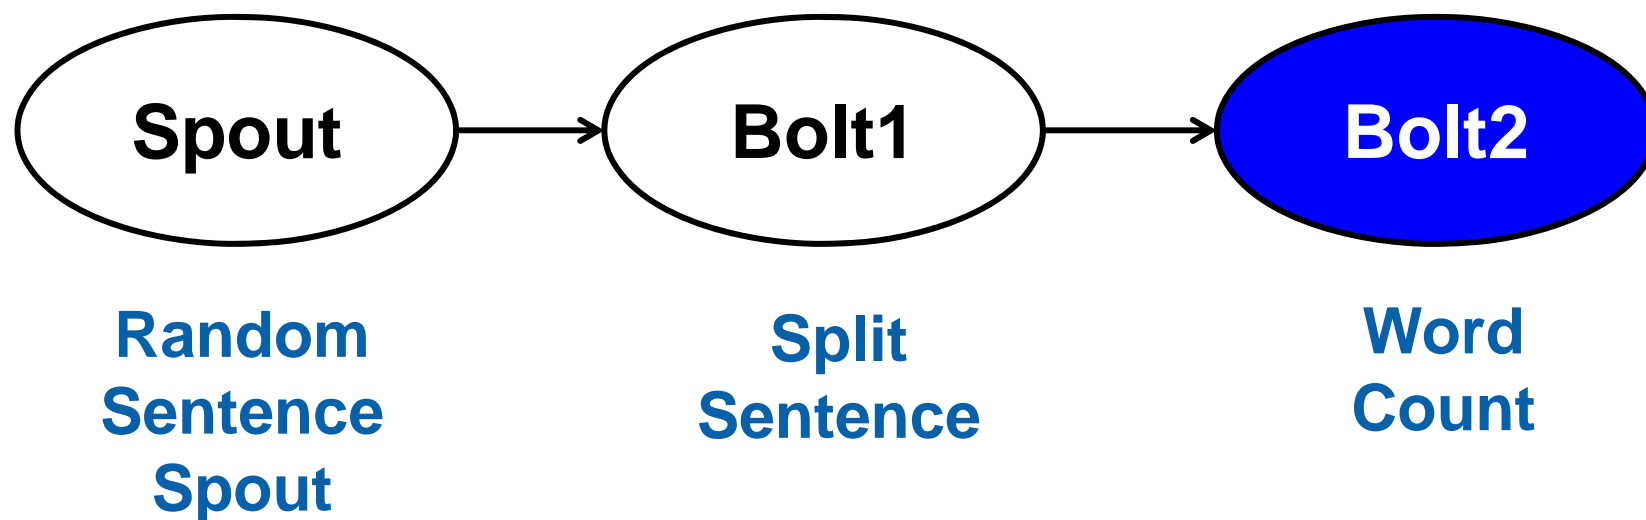 Spout
Bolt1
Bolt2
Random
Sentence
Spout
Split
Sentence
Word
Count